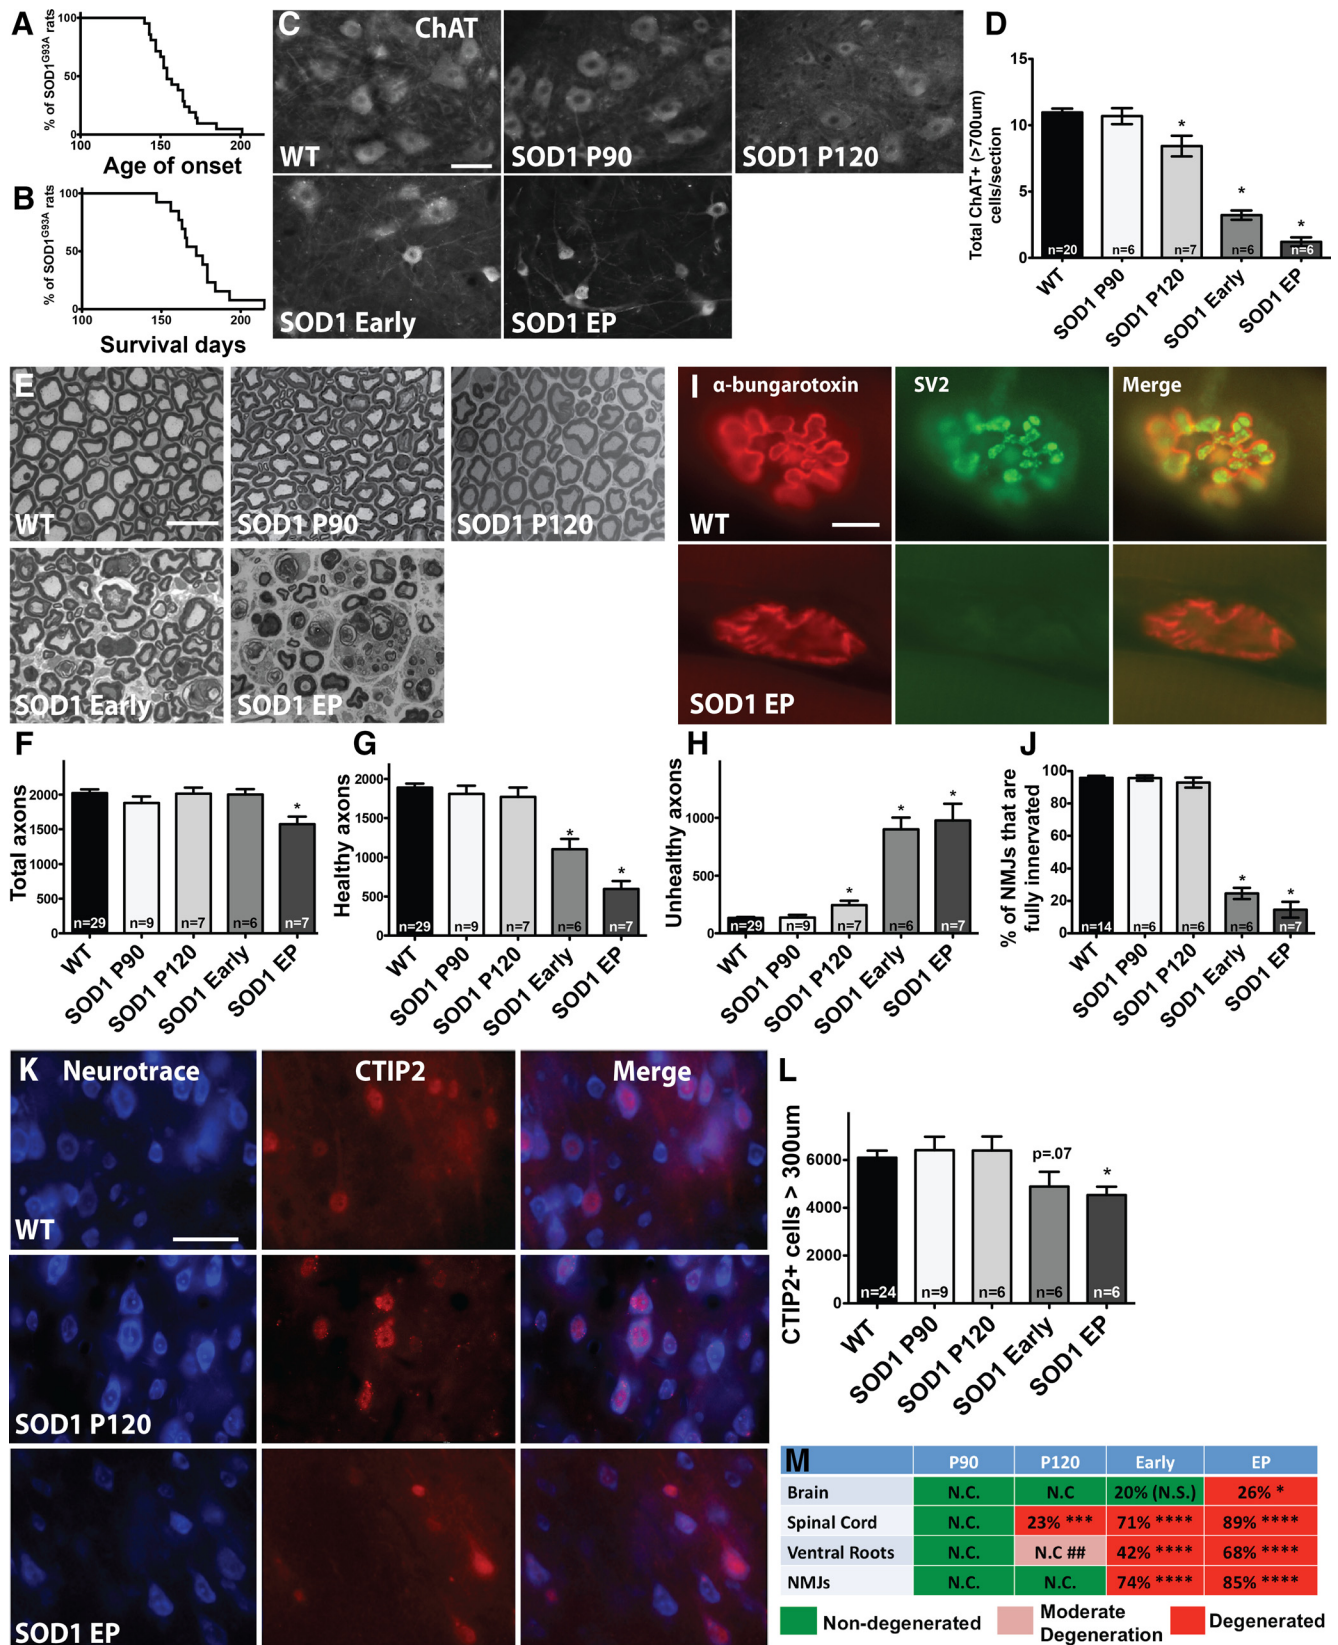 A
% of SOD1G93A rats
100
50
0
100 150 200
Age of onset
B
% of SOD1G93A rats
100
50
0
100 150 200
Survival days
C ChAT
WT
SOD1 P90
SOD1 P120
SOD1 Early
SOD1 EP
D
Total ChAT+ (>700um)
cells/section
15
10
5
0
* * *
n=20 n=6 n=7 n=6 n=6
WT SOD1 P90 SOD1 P120 SOD1 Early SOD1 EP
E
WT
SOD1 P90
SOD1 P120
SOD1 Early
SOD1 EP
I α-bungarotoxin SV2 Merge
WT
SOD1 EP
F
Total axons
2000
1500
1000
500
0
*
n=29 n=9 n=7 n=6 n=7
WT SOD1 P90 SOD1 P120 SOD1 Early SOD1 EP
G
Healthy axons
2000
1500
1000
500
0
* *
n=29 n=9 n=7 n=6 n=7
WT SOD1 P90 SOD1 P120 SOD1 Early SOD1 EP
H
Unhealthy axons
1000
500
0
* * *
n=29 n=9 n=7 n=6 n=7
WT SOD1 P90 SOD1 P120 SOD1 Early SOD1 EP
J
% of NMJs that are
fully innervated
100
80
60
40
20
0
* *
n=14 n=6 n=6 n=6 n=7
WT SOD1 P90 SOD1 P120 SOD1 Early SOD1 EP
K Neurotrace CTIP2 Merge
WT
SOD1 P120
SOD1 EP
L
CTIP2+ cells > 300um
6000
4000
2000
0
p=.07 *
n=24 n=9 n=6 n=6 n=6
WT SOD1 P90 SOD1 P120 SOD1 Early SOD1 EP
M P90 P120 Early EP
Brain N.C. N.C 20% (N.S.) 26% *
Spinal Cord N.C. 23% *** 71% **** 89% ****
Ventral Roots N.C. N.C ## 42% **** 68% ****
NMJs N.C. N.C. 74% **** 85% ****
Non-degenerated
Moderate
Degeneration
Degenerated